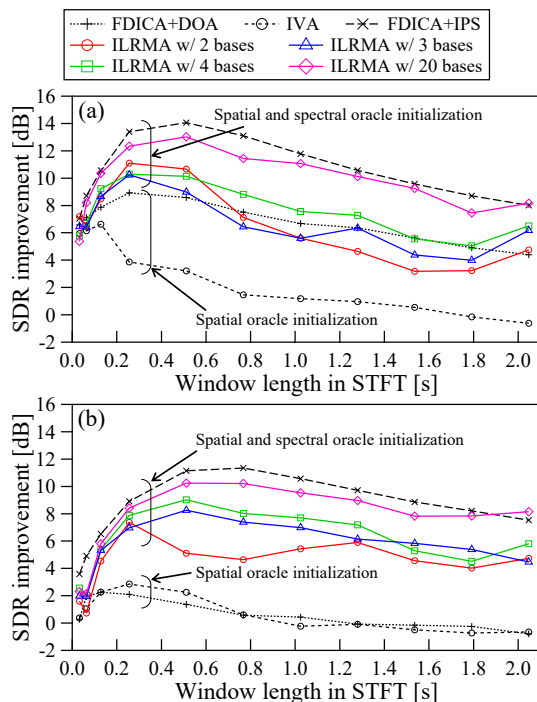 FDICA+DOA IVA FDICA+IPS
ILRMA w/ 2 bases ILRMA w/ 3 bases
ILRMA w/ 4 bases ILRMA w/ 20 bases
(a)
Spatial and spectral oracle initialization
Spatial oracle initialization
SDR improvement [dB]
16
14
12
10
8
6
4
2
0
-2
0.0 0.2 0.4 0.6 0.8 1.0 1.2 1.4 1.6 1.8 2.0
Window length in STFT [s]
(b)
Spatial and spectral oracle initialization
Spatial oracle initialization
SDR improvement [dB]
16
14
12
10
8
6
4
2
0
-2
0.0 0.2 0.4 0.6 0.8 1.0 1.2 1.4 1.6 1.8 2.0
Window length in STFT [s]